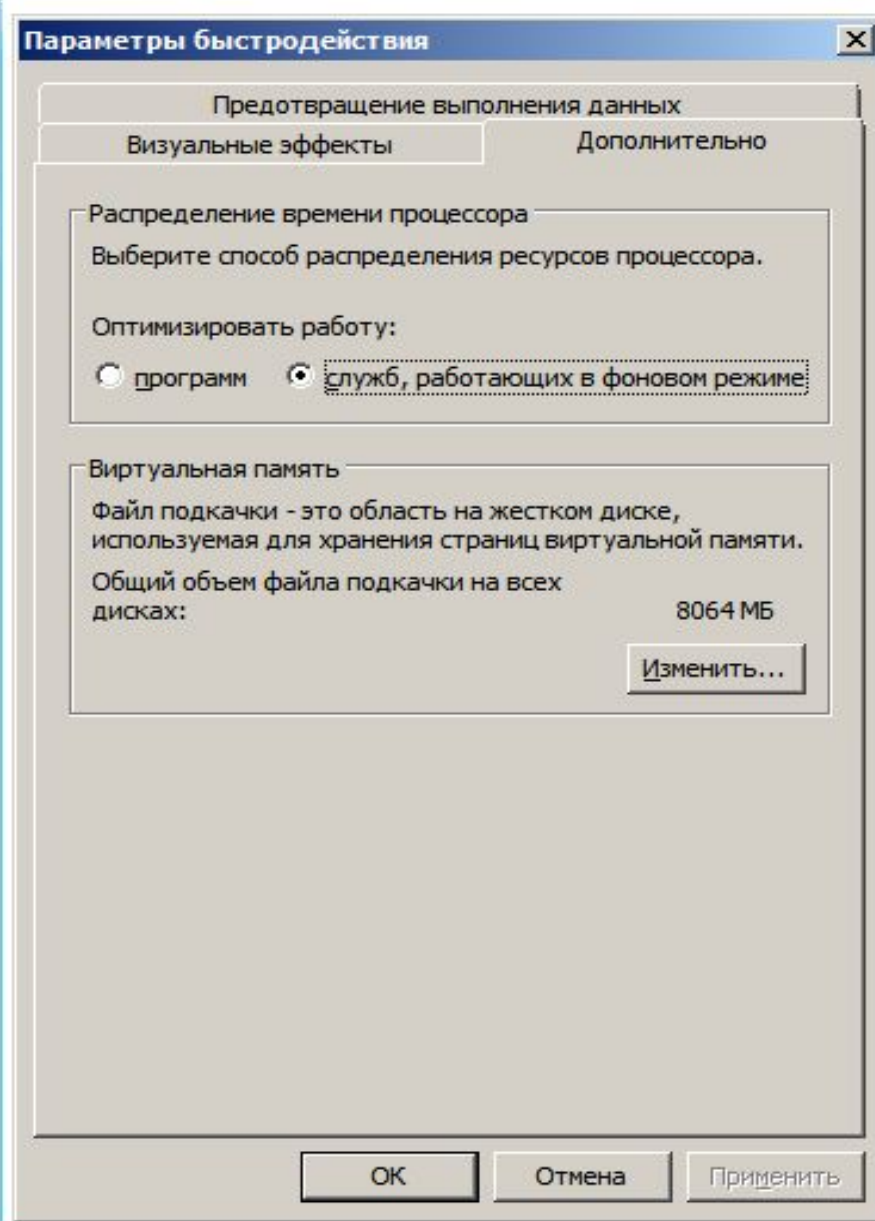 Параметры быстродействия
Предотвращение выполнения данных
Визуальные эффекты
Дополнительно
Распределение времени процессора
Выберите способ распределения ресурсов процессора.
Оптимизировать работу:
программ
служб, работающих в фоновом режиме
Виртуальная память
Файл подкачки - это область на жестком диске,
используемая для хранения страниц виртуальной памяти.
Общий объем файла подкачки на всех
дисках:
8064 МБ
Изменить...
ОК
Отмена
Применить